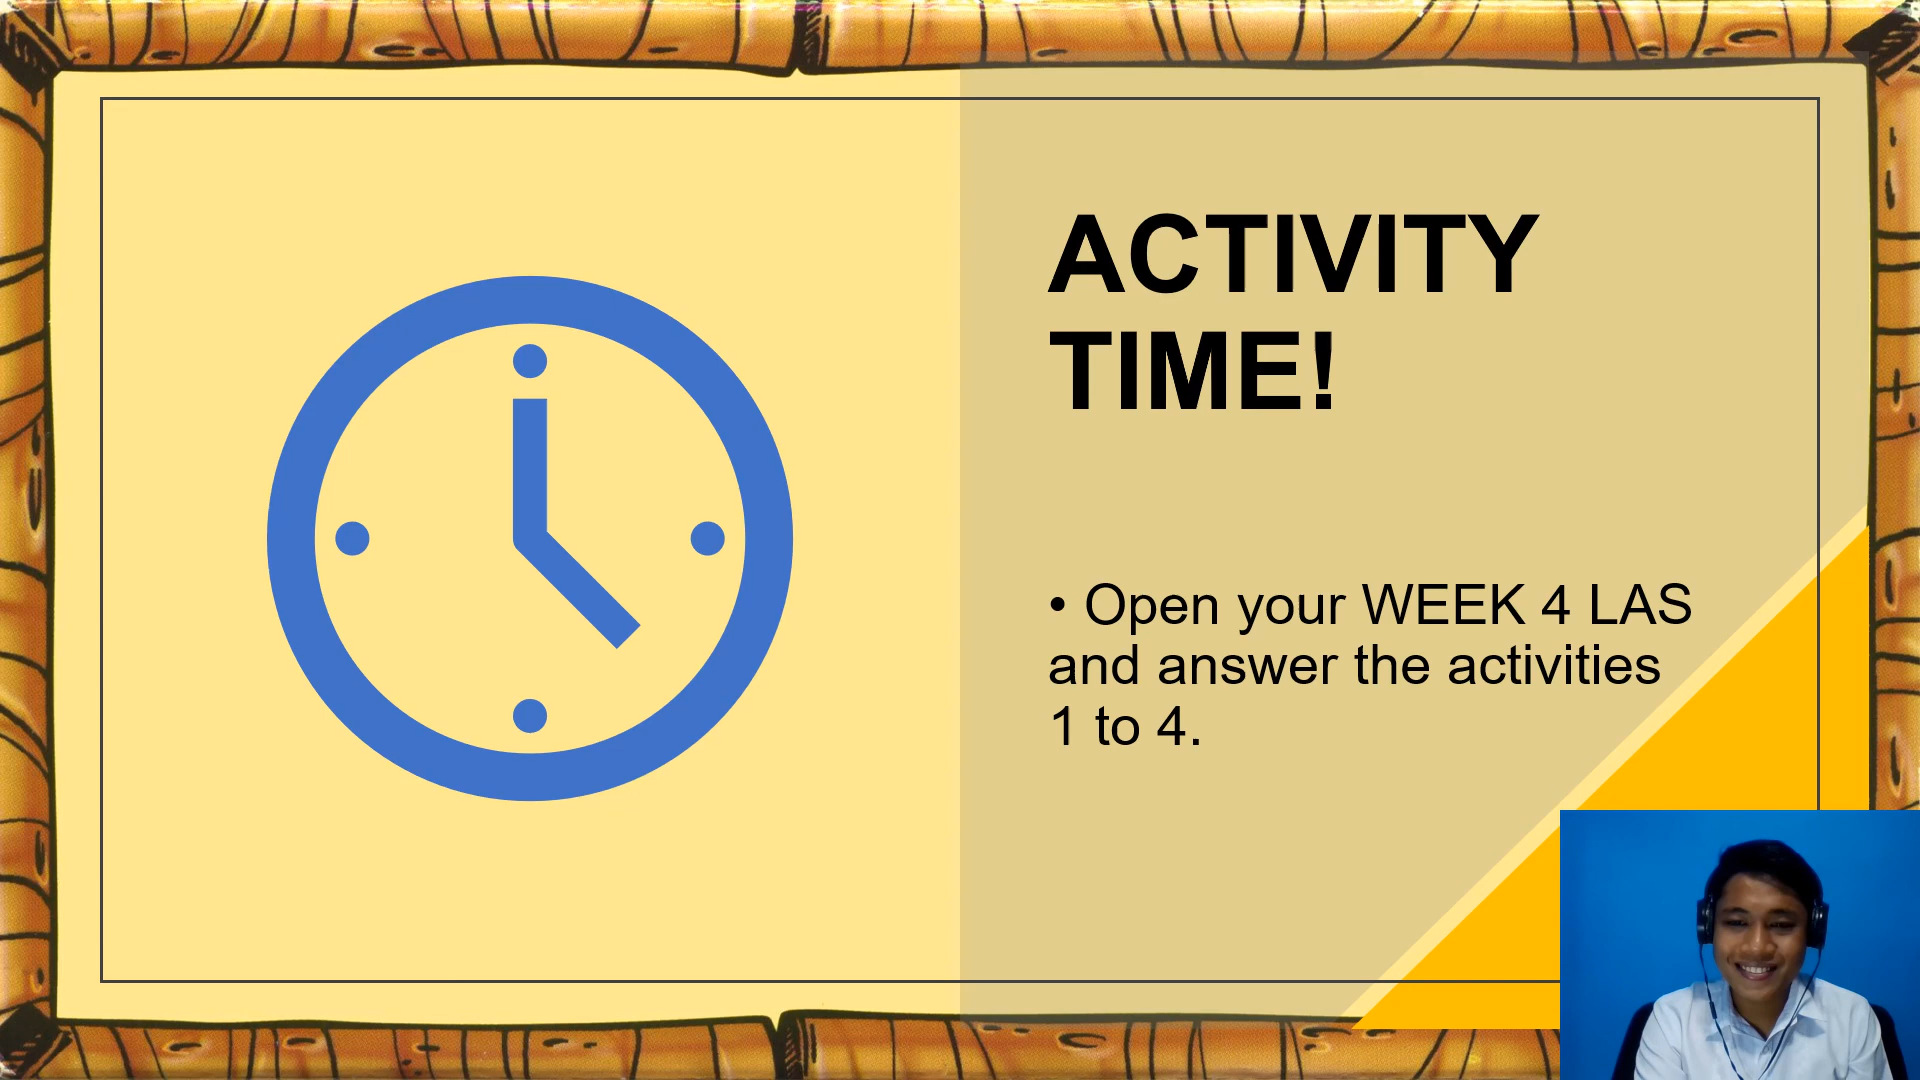 ACTIVITY
TIME!
• Open your WEEK 4 LAS
and answer the activities
1 to 4.